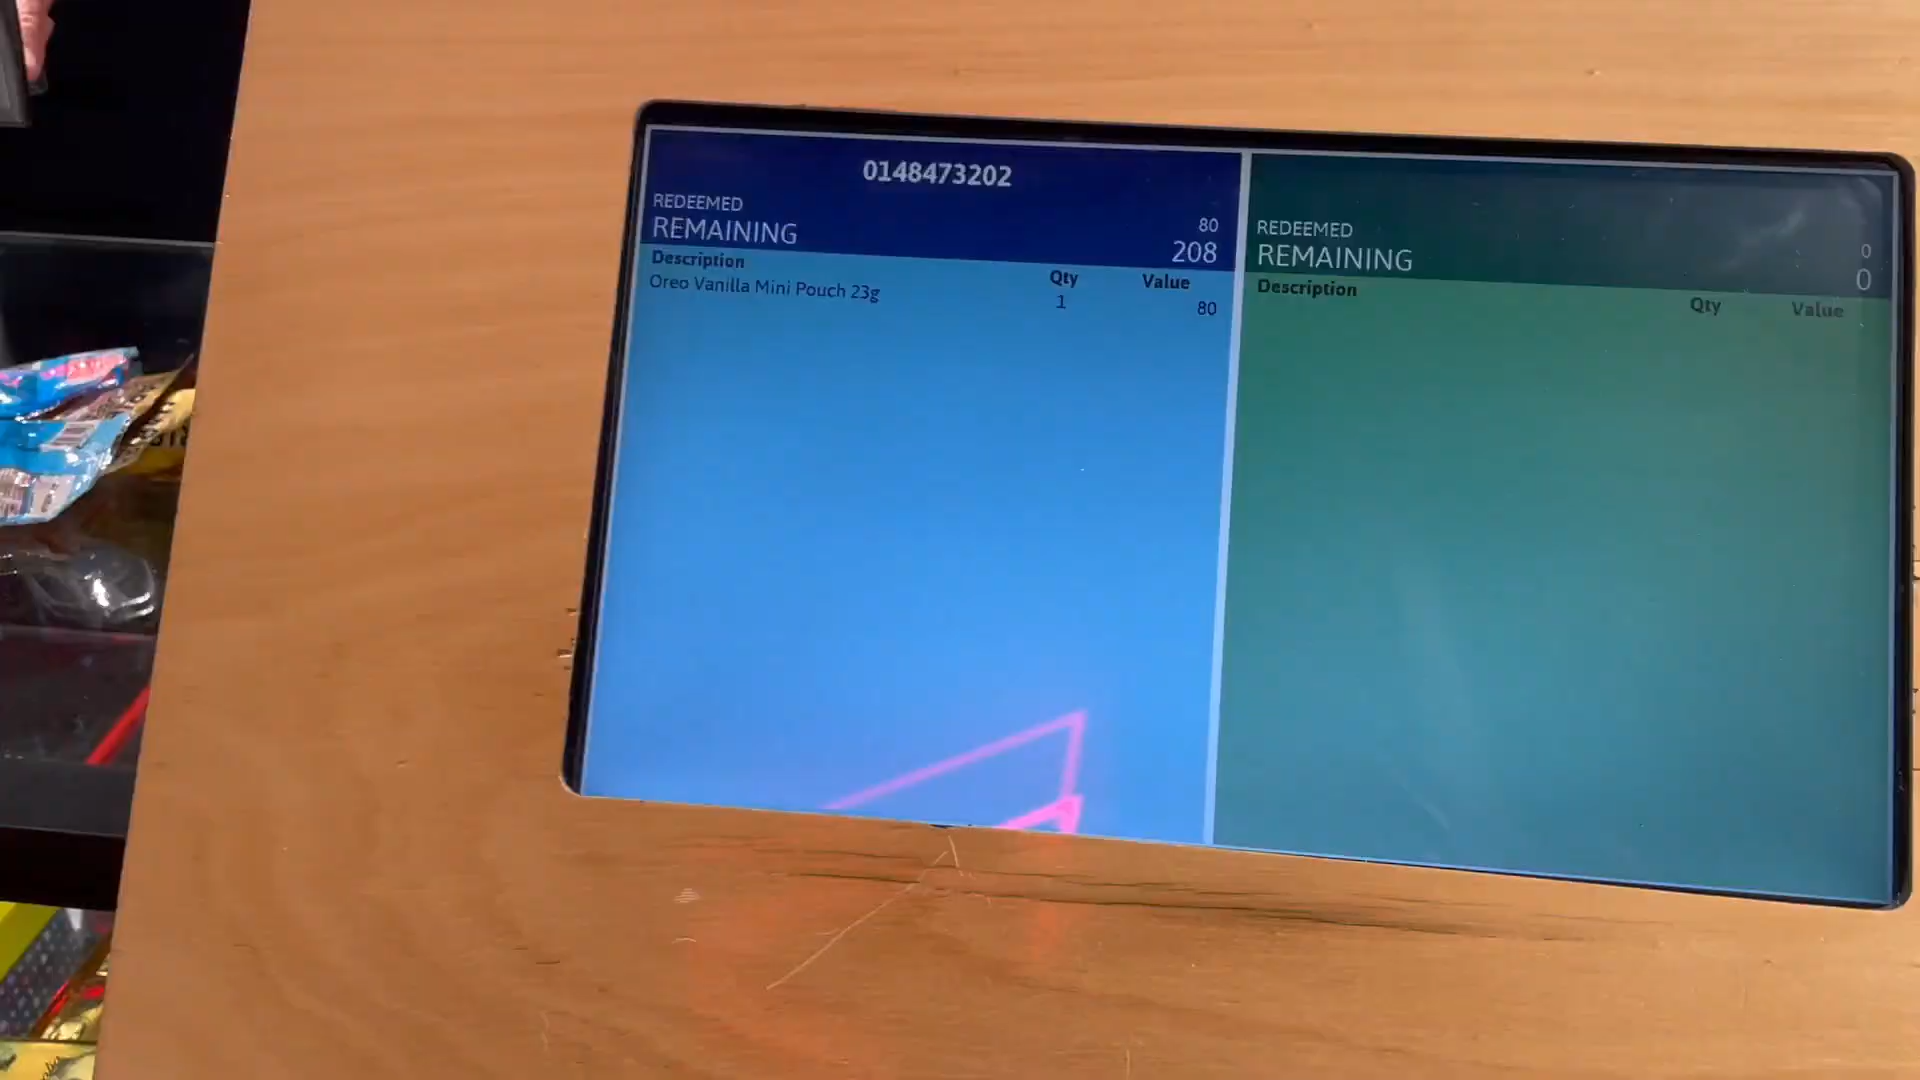 0148473202
REDEEMED 80
REMAINING 208
Description Qty Value
Oreo Vanilla Mini Pouch 23g 1 80
REDEEMED 0
REMAINING 0
Description Qty Value